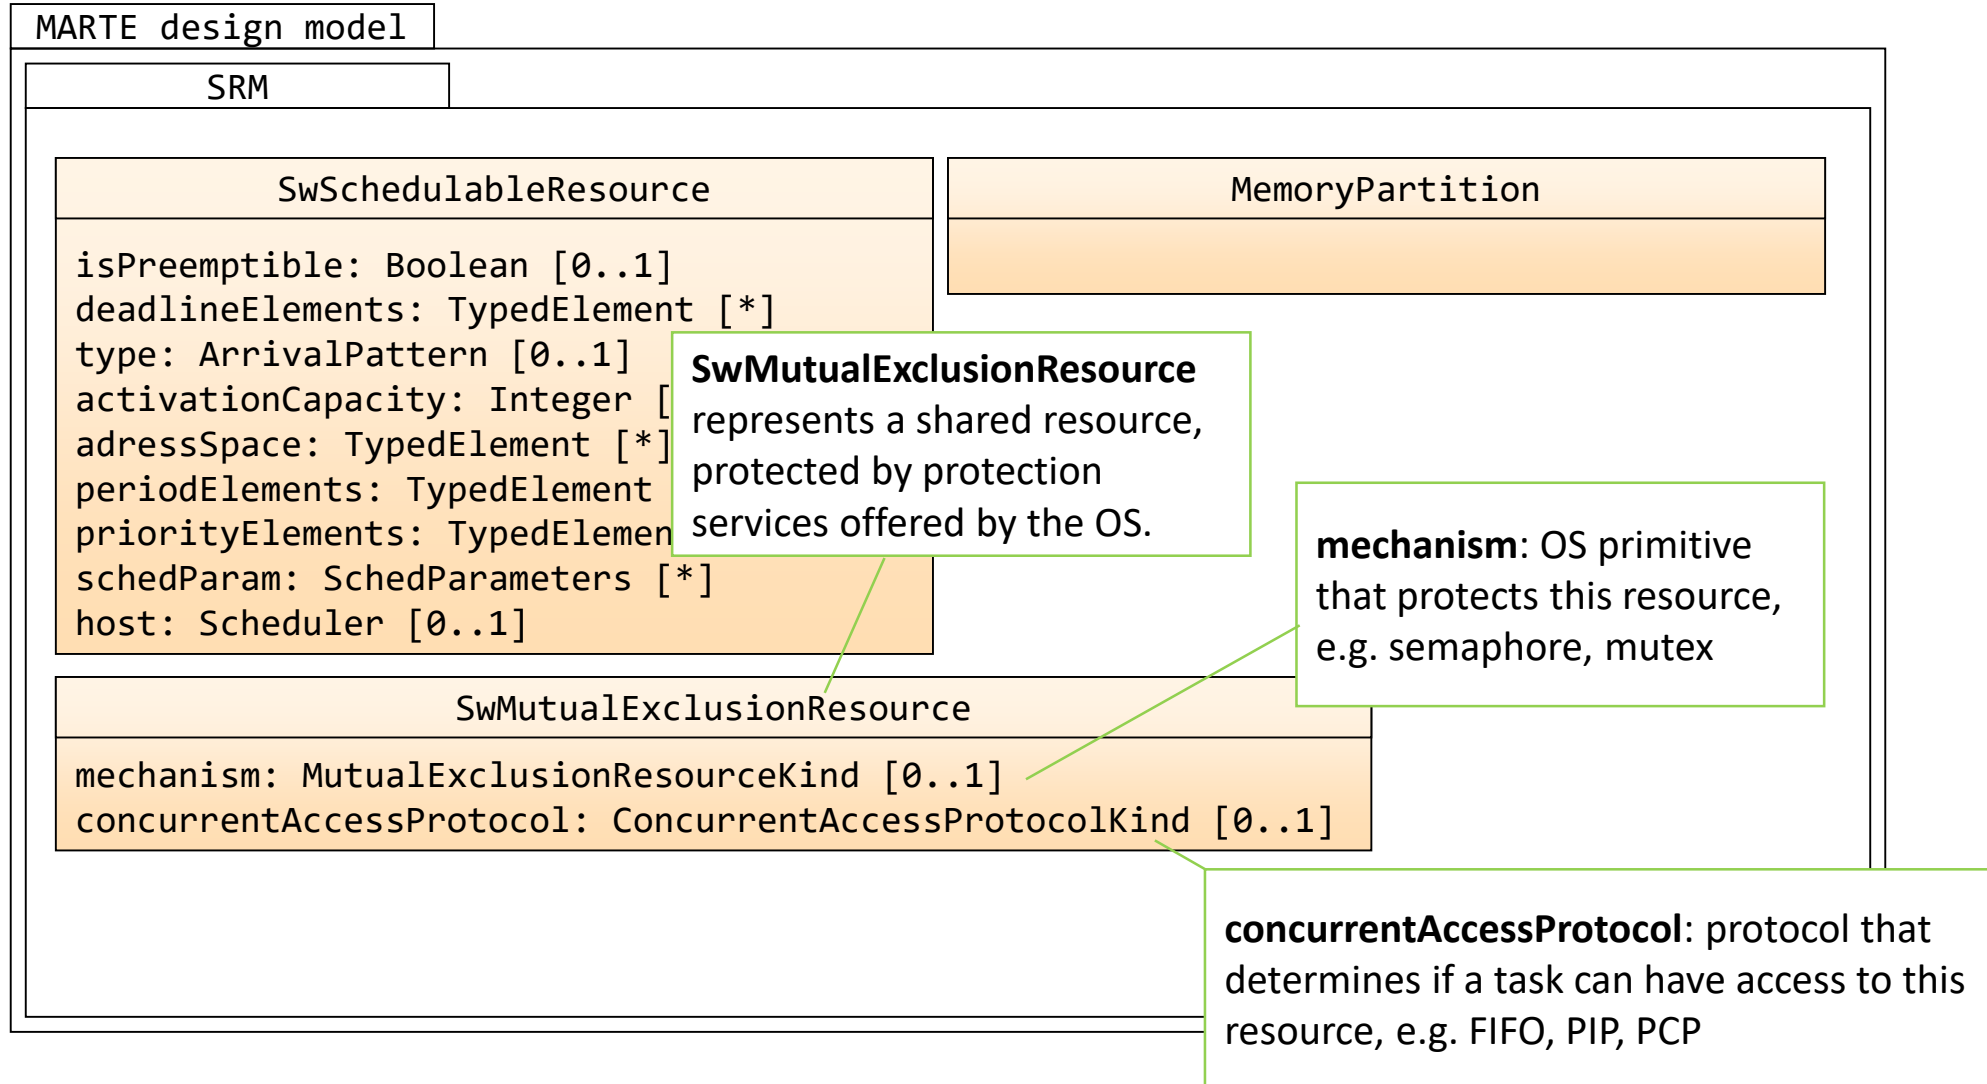 MARTE design model
SRM
SwSchedulableResource
isPreemptible: Boolean [0..1]
deadlineElements: TypedElement [*]
type: ArrivalPattern [0..1]
activationCapacity: Integer [
adressSpace: TypedElement [*]
periodElements: TypedElement
priorityElements: TypedElemen
schedParam: SchedParameters [*]
host: Scheduler [0..1]
MemoryPartition
SwMutualExclusionResource
represents a shared resource,
protected by protection
services offered by the OS.
mechanism: OS primitive
that protects this resource,
e.g. semaphore, mutex
SwMutualExclusionResource
mechanism: MutualExclusionResourceKind [0..1]
concurrentAccessProtocol: ConcurrentAccessProtocolKind [0..1]
concurrentAccessProtocol: protocol that
determines if a task can have access to this
resource, e.g. FIFO, PIP, PCP